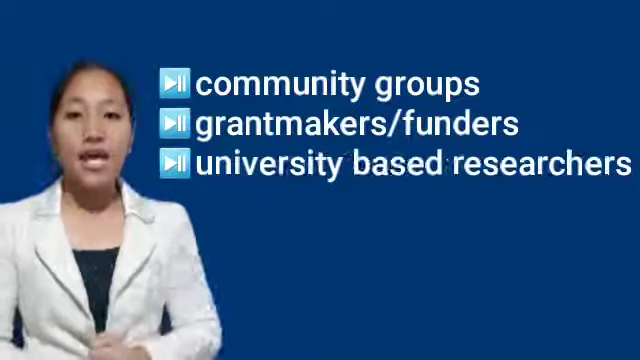 ⏯community groups
⏯grantmakers/funders
⏯university based researchers